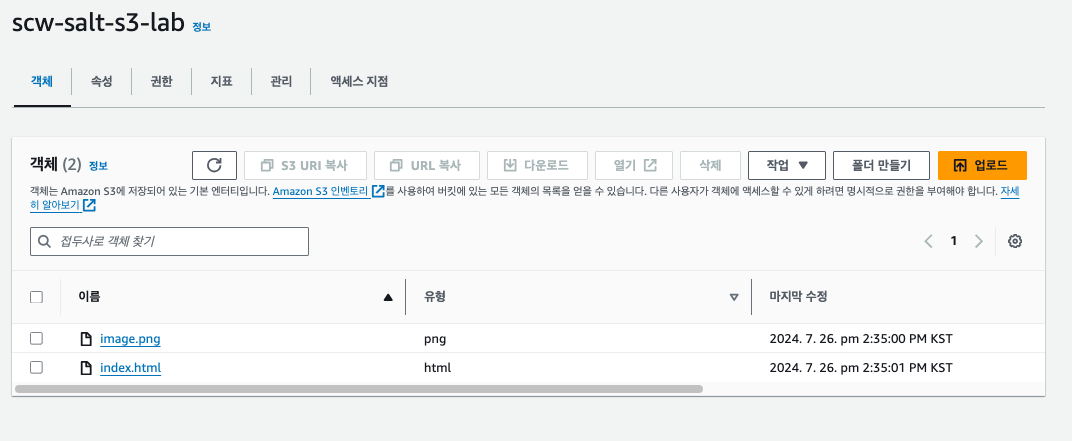 scw-salt-s3-lab 정보
객체 속성 권한 지표 관리 액세스 지점
객체 (2) 정보 S3 URI 복사 URL 복사 다운로드 열기 삭제 작업 폴더 만들기 업로드
객체는 Amazon S3에 저장되어 있는 기본 엔터티입니다. Amazon S3 인벤토리를 사용하여 버킷에 있는 모든 객체의 목록을 얻을 수 있습니다. 다른 사용자가 객체에 액세스할 수 있게 하려면 명시적으로 권한을 부여해야 합니다. 자세
히 알아보기
접두사로 객체 찾기 1
이름 유형 마지막 수정
image.png png 2024. 7. 26. pm 2:35:00 PM KST
index.html html 2024. 7. 26. pm 2:35:01 PM KST